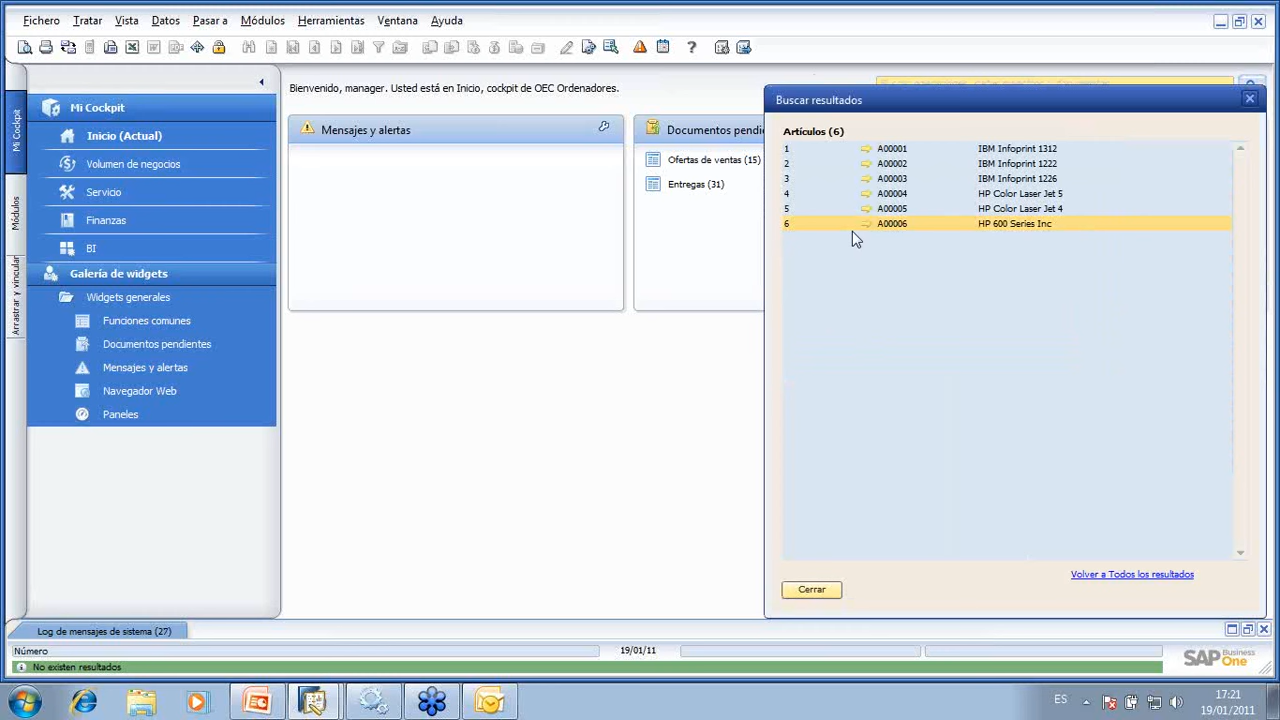 Fichero Tratar Vista Datos Pasar a Módulos Herramientas Ventana Ayuda
Mi Cockpit
Módulos
Arrastrar y vincular
Mi Cockpit
Inicio (Actual)
Volumen de negocios
Servicio
Finanzas
BI
Galería de widgets
Widgets generales
Funciones comunes
Documentos pendientes
Mensajes y alertas
Navegador Web
Paneles
Bienvenido, manager. Usted está en Inicio, cockpit de OEC Ordenadores.
Mensajes y alertas
Documentos pendi
Ofertas de ventas (15)
Entregas (31)
Buscar resultados
Artículos (6)
1 A00001 IBM Infoprint 1312
2 A00002 IBM Infoprint 1222
3 A00003 IBM Infoprint 1226
4 A00004 HP Color Laser Jet 5
5 A00005 HP Color Laser Jet 4
6 A00006 HP 600 Series Inc
Volver a Todos los resultados
Cerrar
Log de mensajes de sistema (27)
Número 19/01/11
No existen resultados
SAP Business One
ES 17:21
19/01/2011